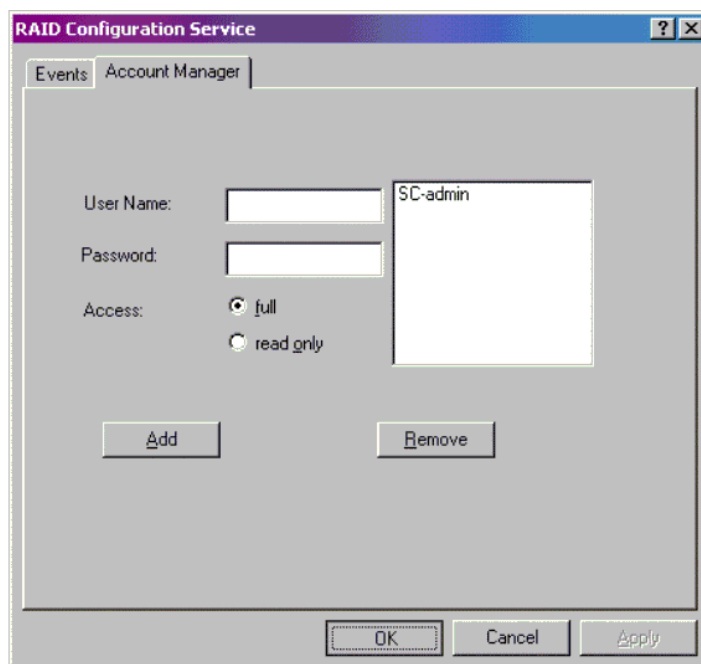 RAID Configuration Service
Events
Account Manager
User Name:
SC-admin
Password:
Access:
full
read only
Add
Remove
OK
Cancel
Apply